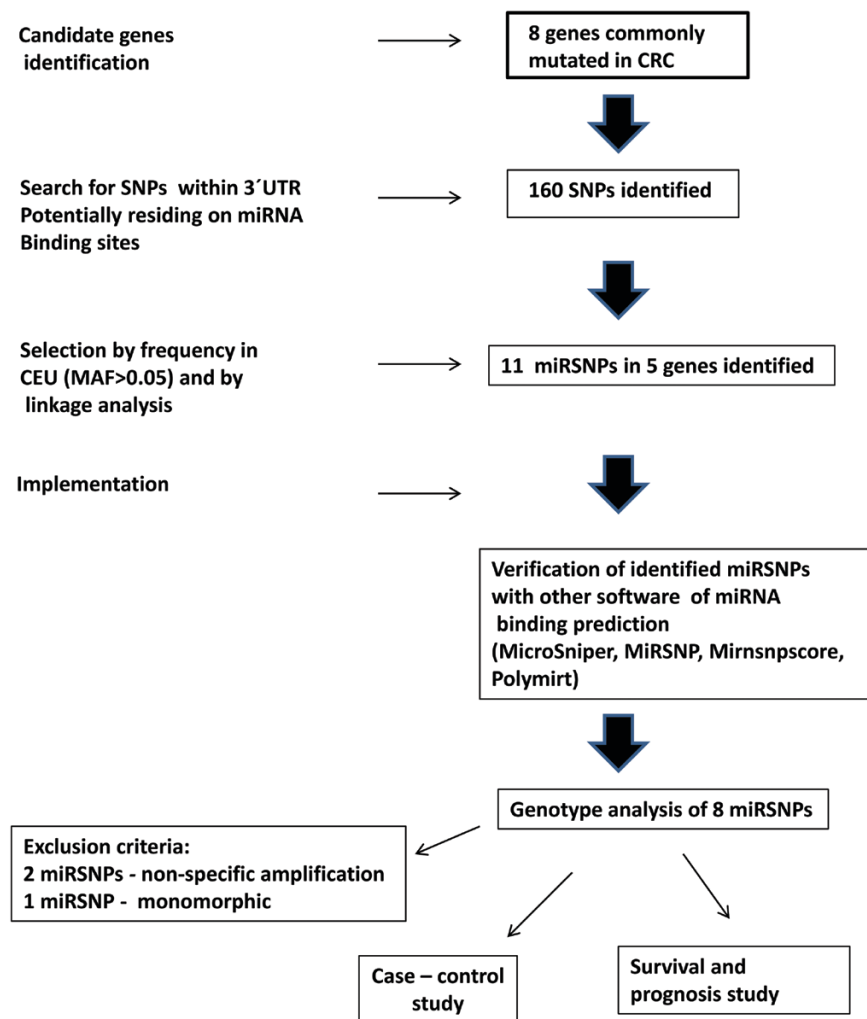 Candidate genes
identification
8 genes commonly
mutated in CRC
Search for SNPs within 3´UTR
Potentially residing on miRNA
Binding sites
160 SNPs identified
Selection by frequency in
CEU (MAF>0.05) and by
linkage analysis
11 miRSNPs in 5 genes identified
Implementation
Verification of identified miRSNPs
with other software of miRNA
binding prediction
(MicroSniper, MiRSNP, Mirnsnpscore,
Polymirt)
Genotype analysis of 8 miRSNPs
Exclusion criteria:
2 miRSNPs - non-specific amplification
1 miRSNP - monomorphic
Case – control
study
Survival and
prognosis study